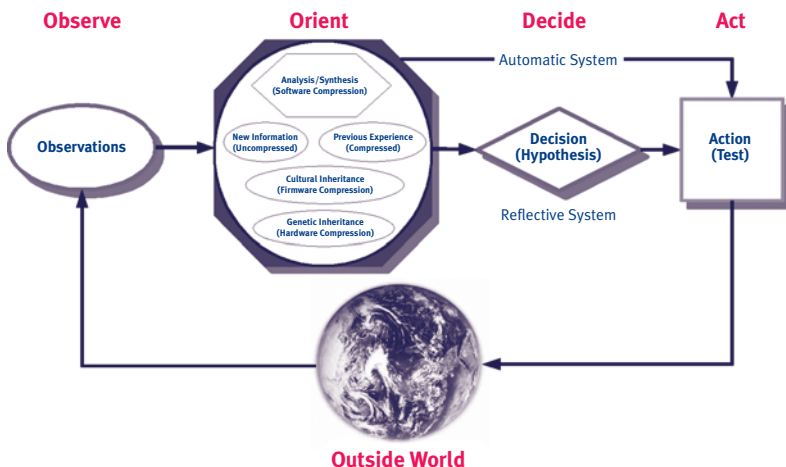 Observe
Orient
Decide
Act
Automatic System
Analysis/Synthesis
(Software Compression)
Observations
New Information
(Uncompressed)
Previous Experience
(Compressed)
Cultural Inheritance
(Firmware Compression)
Genetic Inheritance
(Hardware Compression)
Decision
(Hypothesis)
Action
(Test)
Reflective System
Outside World